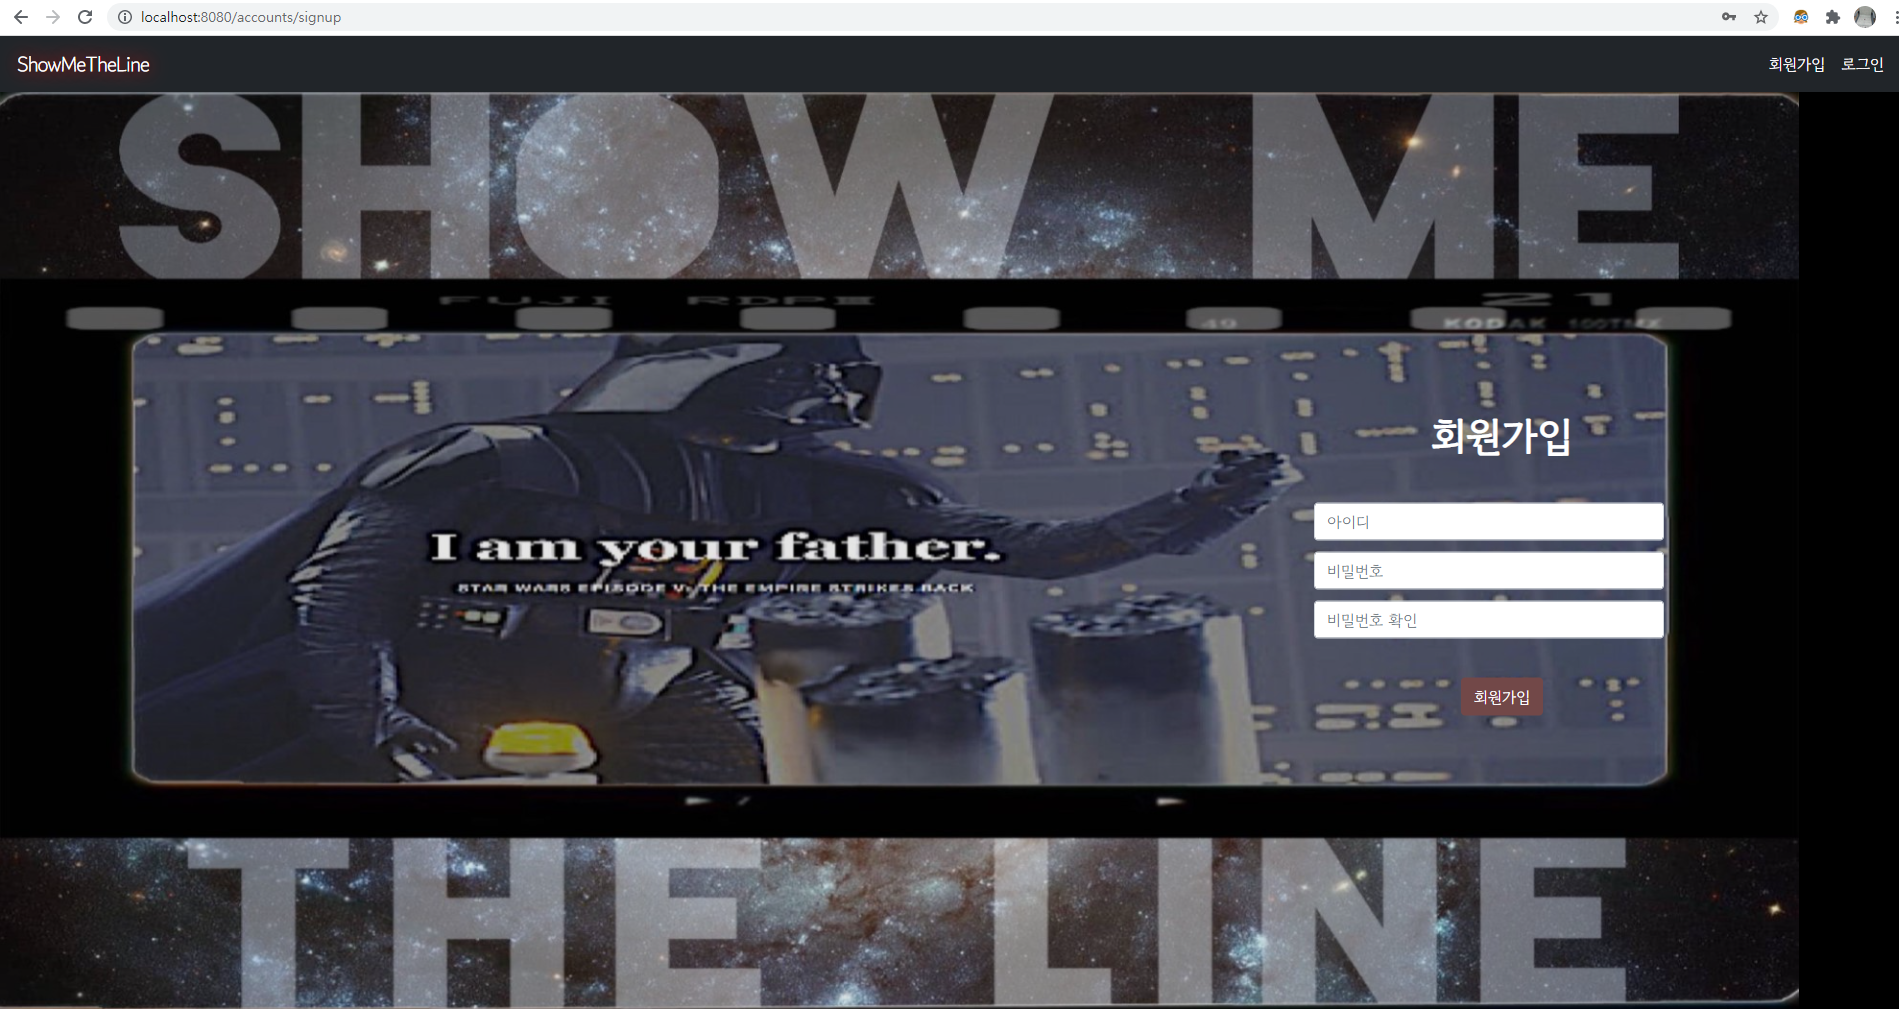 localhost:8080/accounts/signup
ShowMeTheLine
회원가입 로그인
SHOW ME
FUJI RDPⅢ 21
49 KODAK 100TMX
회원가입
아이디
I am your father.
비밀번호
STAR WARS EPISODE V: THE EMPIRE STRIKES BACK
비밀번호 확인
회원가입
THE LINE